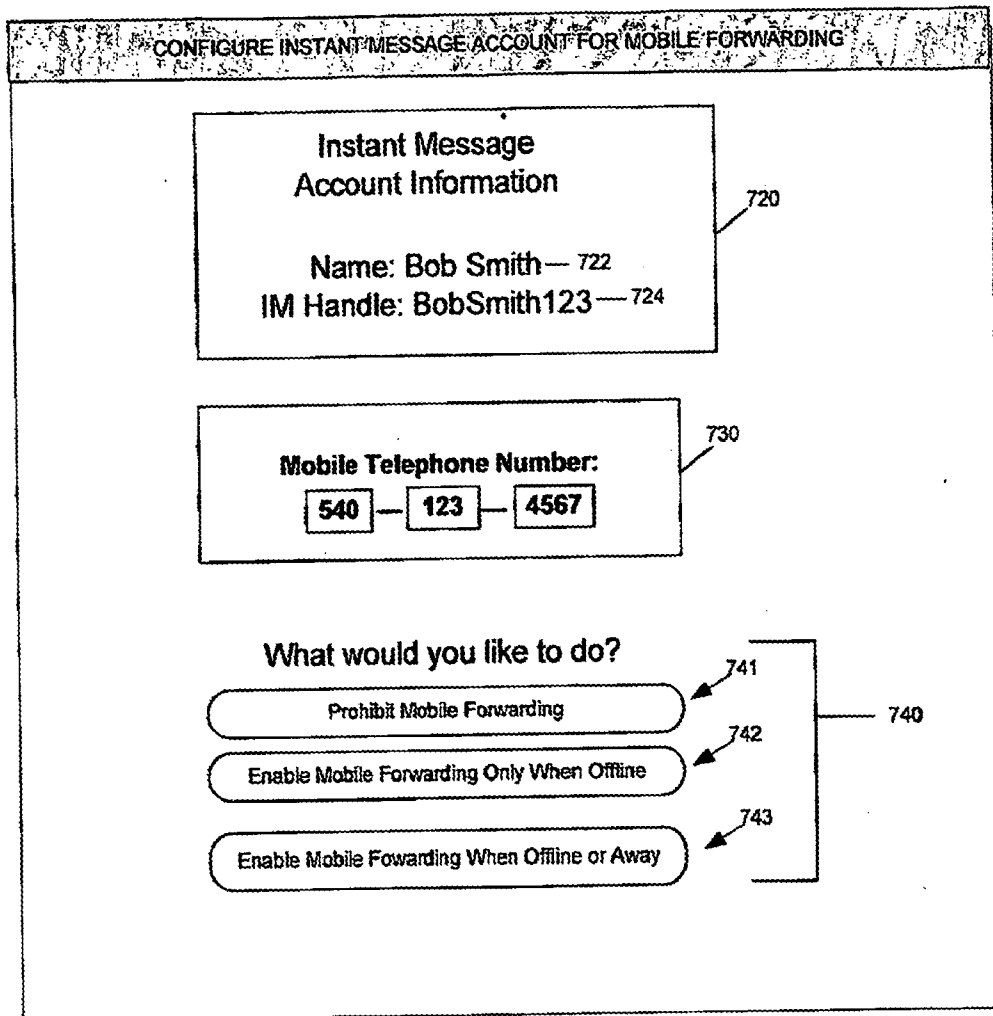 CONFIGURE INSTANT MESSAGE ACCOUNT FOR MOBILE FORWARDING
Instant Message
Account Information
720
Name: Bob Smith — 722
IM Handle: BobSmith123 — 724
730
Mobile Telephone Number:
540 — 123 — 4567
What would you like to do?
741
Prohibit Mobile Forwarding
740
742
Enable Mobile Forwarding Only When Offline
743
Enable Mobile Fowarding When Offline or Away